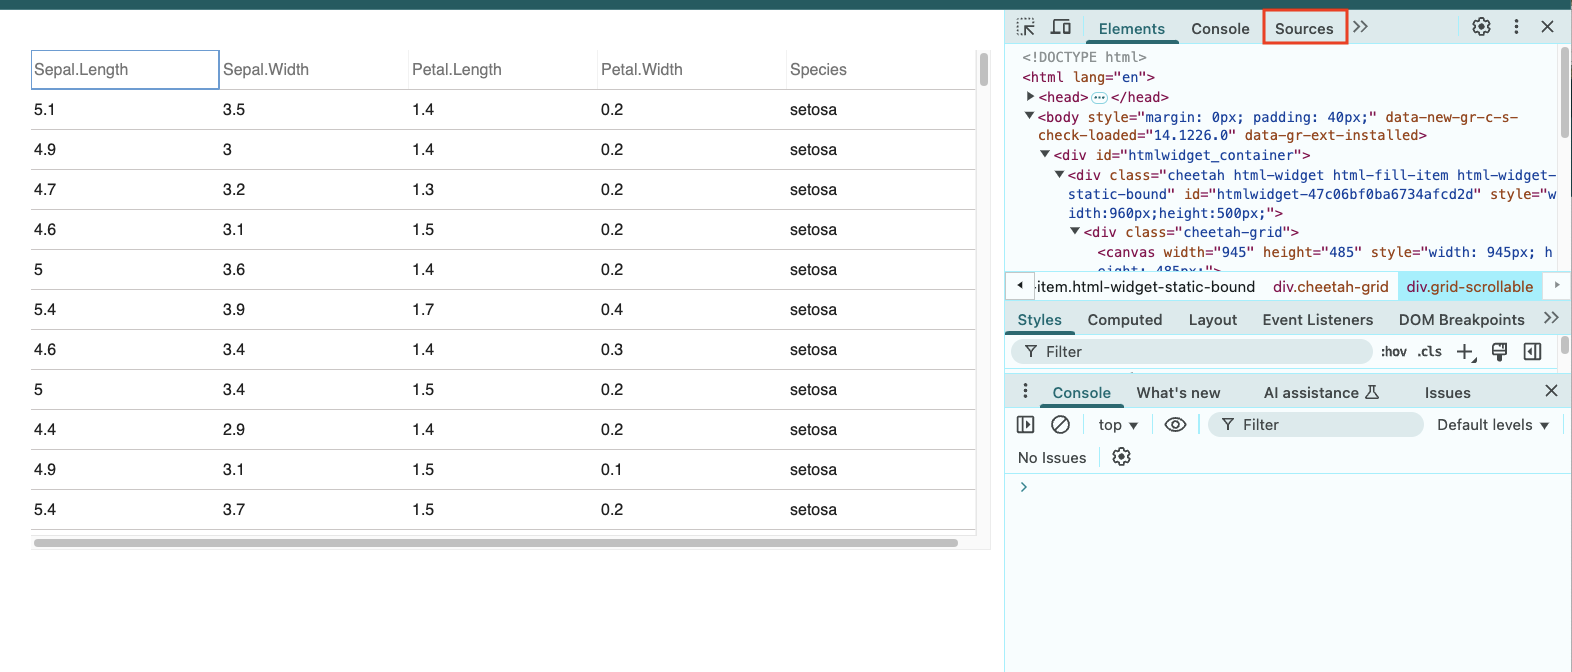 Sepal.Length Sepal.Width Petal.Length Petal.Width Species
5.1 3.5 1.4 0.2 setosa
4.9 3 1.4 0.2 setosa
4.7 3.2 1.3 0.2 setosa
4.6 3.1 1.5 0.2 setosa
5 3.6 1.4 0.2 setosa
5.4 3.9 1.7 0.4 setosa
4.6 3.4 1.4 0.3 setosa
5 3.4 1.5 0.2 setosa
4.4 2.9 1.4 0.2 setosa
4.9 3.1 1.5 0.1 setosa
5.4 3.7 1.5 0.2 setosa
Elements Console Sources
<!DOCTYPE html>
<html lang="en">
<head> ⋯ </head>
<body style="margin: 0px; padding: 40px;" data-new-gr-c-s-
check-loaded="14.1226.0" data-gr-ext-installed>
<div id="htmlwidget_container">
<div class="cheetah html-widget html-fill-item html-widget-
static-bound" id="htmlwidget-47c06bf0ba6734afcd2d" style="w
idth:960px;height:500px;">
<div class="cheetah-grid">
<canvas width="945" height="485" style="width: 945px; h
eight: 485px;">
-item.html-widget-static-bound div.cheetah-grid div.grid-scrollable
Styles Computed Layout Event Listeners DOM Breakpoints
Filter :hov .cls
Console What's new AI assistance Issues
top Filter Default levels
No Issues